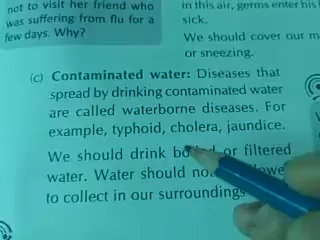 not to visit her friend who
was suffering from flu for a
few days. Why?
in this air, germs enter his
sick.
We should cover our m
or sneezing.
(c) Contaminated water: Diseases that
spread by drinking contaminated water
are called waterborne diseases. For
example, typhoid, cholera, jaundice.
We should drink or filtered
water. Water should
to collect in our surroundings